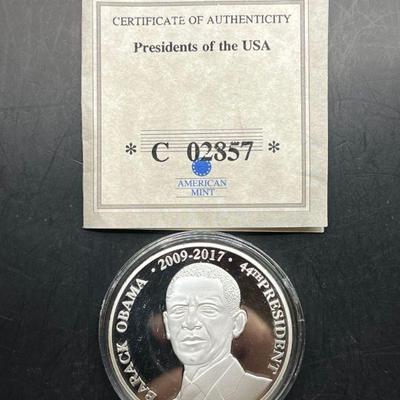 CERTIFICATE OF AUTHENTICITY
Presidents of the USA
* C 02857 *
AMERICAN
MINT
BARACK OBAMA · 2009-2017 · 44TH PRESIDENT